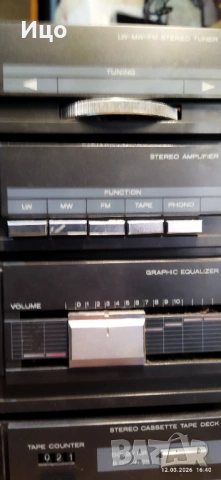 Ицо
LW-MW-FM STEREO TUNER
TUNING
STEREO AMPLIFIER
FUNCTION
LW MW FM TAPE PHONO
GRAPHIC EQUALIZER
VOLUME 0 1 2 3 4 5 6 7 8 9 10
STEREO CASSETTE TAPE DECK
TAPE COUNTER
021
bazar
12.03.2026 16:40